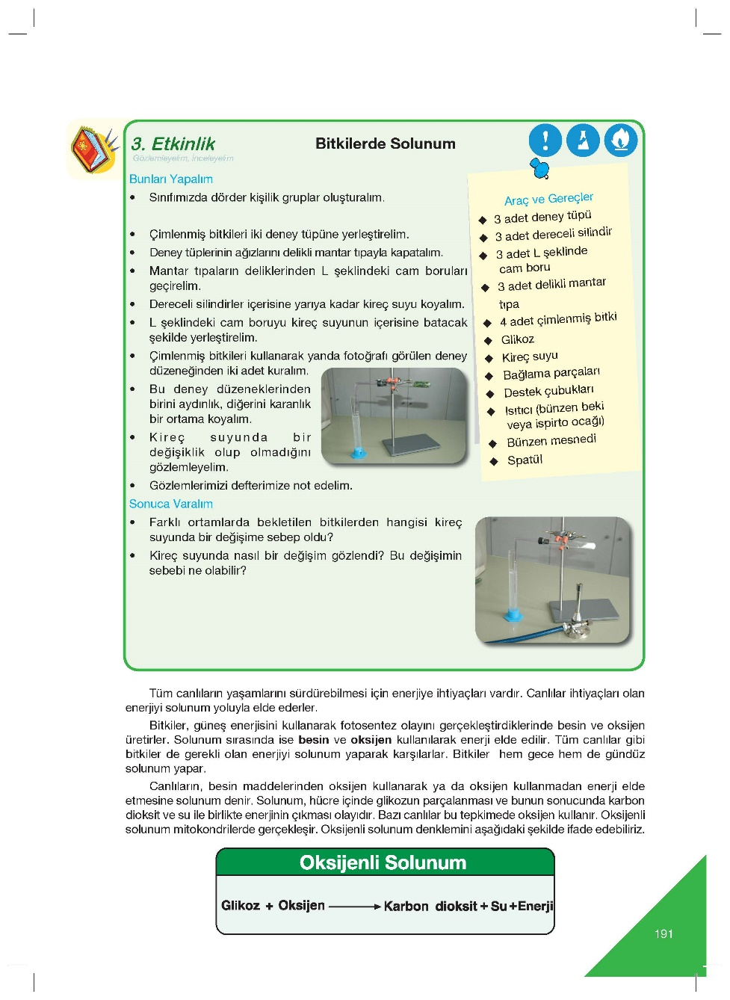 3. Etkinlik
Gözlemleyelim, İnceleyelim
Bitkilerde Solunum
Bunları Yapalım
• Sınıfımızda dörder kişilik gruplar oluşturalım.
• Çimlenmiş bitkileri iki deney tüpüne yerleştirelim.
• Deney tüplerinin ağızlarını delikli mantar tıpayla kapatalım.
• Mantar tıpaların deliklerinden L şeklindeki cam boruları
geçirelim.
• Dereceli silindirler içerisine yarıya kadar kireç suyu koyalım.
• L şeklindeki cam boruyu kireç suyunun içerisine batacak
şekilde yerleştirelim.
• Çimlenmiş bitkileri kullanarak yanda fotoğrafı görülen deney
düzeneğinden iki adet kuralım.
• Bu deney düzeneklerinden
birini aydınlık, diğerini karanlık
bir ortama koyalım.
• Kireç suyunda bir
değişiklik olup olmadığını
gözlemleyelim.
• Gözlemlerimizi defterimize not edelim.
Araç ve Gereçler
◆ 3 adet deney tüpü
◆ 3 adet dereceli silindir
◆ 3 adet L şeklinde
cam boru
◆ 3 adet delikli mantar
tıpa
◆ 4 adet çimlenmiş bitki
◆ Glikoz
◆ Kireç suyu
◆ Bağlama parçaları
◆ Destek çubukları
◆ Isıtıcı (bünzen beki
veya ispirto ocağı)
◆ Bünzen mesnedi
◆ Spatül
Sonuca Varalım
• Farklı ortamlarda bekletilen bitkilerden hangisi kireç
suyunda bir değişime sebep oldu?
• Kireç suyunda nasıl bir değişim gözlendi? Bu değişimin
sebebi ne olabilir?
Tüm canlıların yaşamlarını sürdürebilmesi için enerjiye ihtiyaçları vardır. Canlılar ihtiyaçları olan
enerjiyi solunum yoluyla elde ederler.
Bitkiler, güneş enerjisini kullanarak fotosentez olayını gerçekleştirdiklerinde besin ve oksijen
üretirler. Solunum sırasında ise besin ve oksijen kullanılarak enerji elde edilir. Tüm canlılar gibi
bitkiler de gerekli olan enerjiyi solunum yaparak karşılarlar. Bitkiler hem gece hem de gündüz
solunum yapar.
Canlıların, besin maddelerinden oksijen kullanarak ya da oksijen kullanmadan enerji elde
etmesine solunum denir. Solunum, hücre içinde glikozun parçalanması ve bunun sonucunda karbon
dioksit ve su ile birlikte enerjinin çıkması olayıdır. Bazı canlılar bu tepkimede oksijen kullanır. Oksijenli
solunum mitokondrilerde gerçekleşir. Oksijenli solunum denklemini aşağıdaki şekilde ifade edebiliriz.
Oksijenli Solunum
Glikoz + Oksijen → Karbon dioksit + Su +Enerji
191